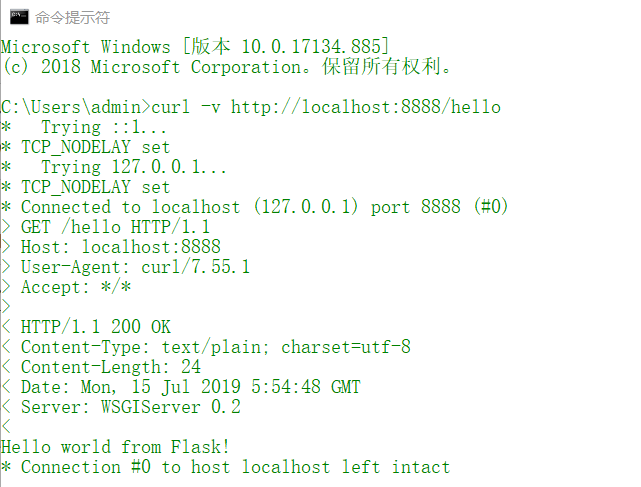 命令提示符
Microsoft Windows [版本 10.0.17134.885]
(c) 2018 Microsoft Corporation。保留所有权利。
C:\Users\admin>curl -v http://localhost:8888/hello
*   Trying ::1...
* TCP_NODELAY set
*   Trying 127.0.0.1...
* TCP_NODELAY set
* Connected to localhost (127.0.0.1) port 8888 (#0)
> GET /hello HTTP/1.1
> Host: localhost:8888
> User-Agent: curl/7.55.1
> Accept: */*
>
< HTTP/1.1 200 OK
< Content-Type: text/plain; charset=utf-8
< Content-Length: 24
< Date: Mon, 15 Jul 2019 5:54:48 GMT
< Server: WSGIServer 0.2
<
Hello world from Flask!
* Connection #0 to host localhost left intact